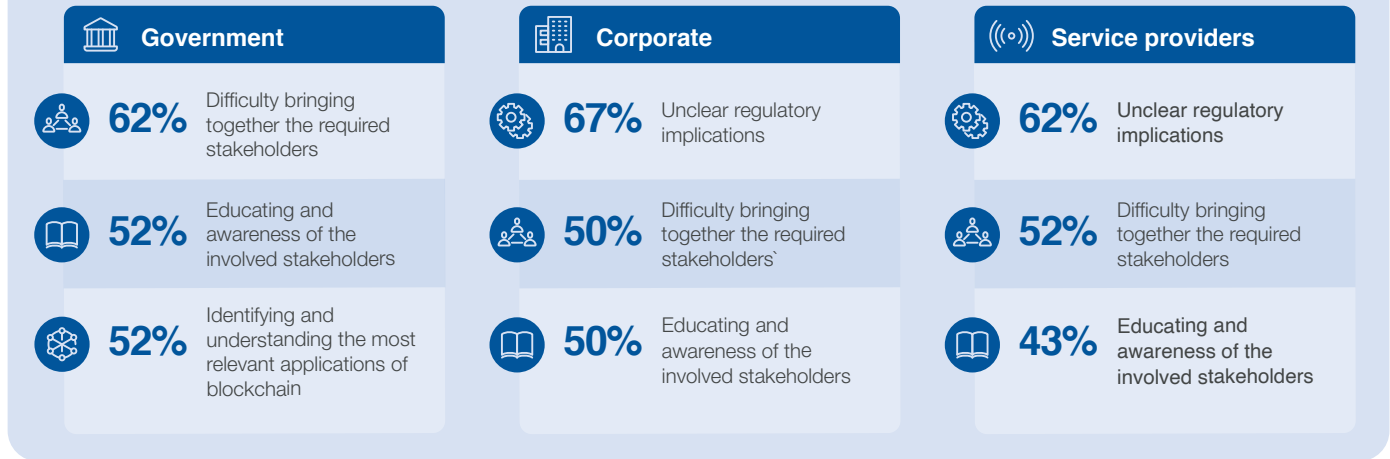 Government
62%
Difficulty bringing
together the required
stakeholders
52%
Educating and
awareness of the
involved stakeholders
52%
Identifying and
understanding the most
relevant applications of
blockchain
Corporate
67%
Unclear regulatory
implications
50%
Difficulty bringing
together the required
stakeholders`
50%
Educating and
awareness of the
involved stakeholders
Service providers
62%
Unclear regulatory
implications
52%
Difficulty bringing
together the required
stakeholders
43%
Educating and
awareness of the
involved stakeholders